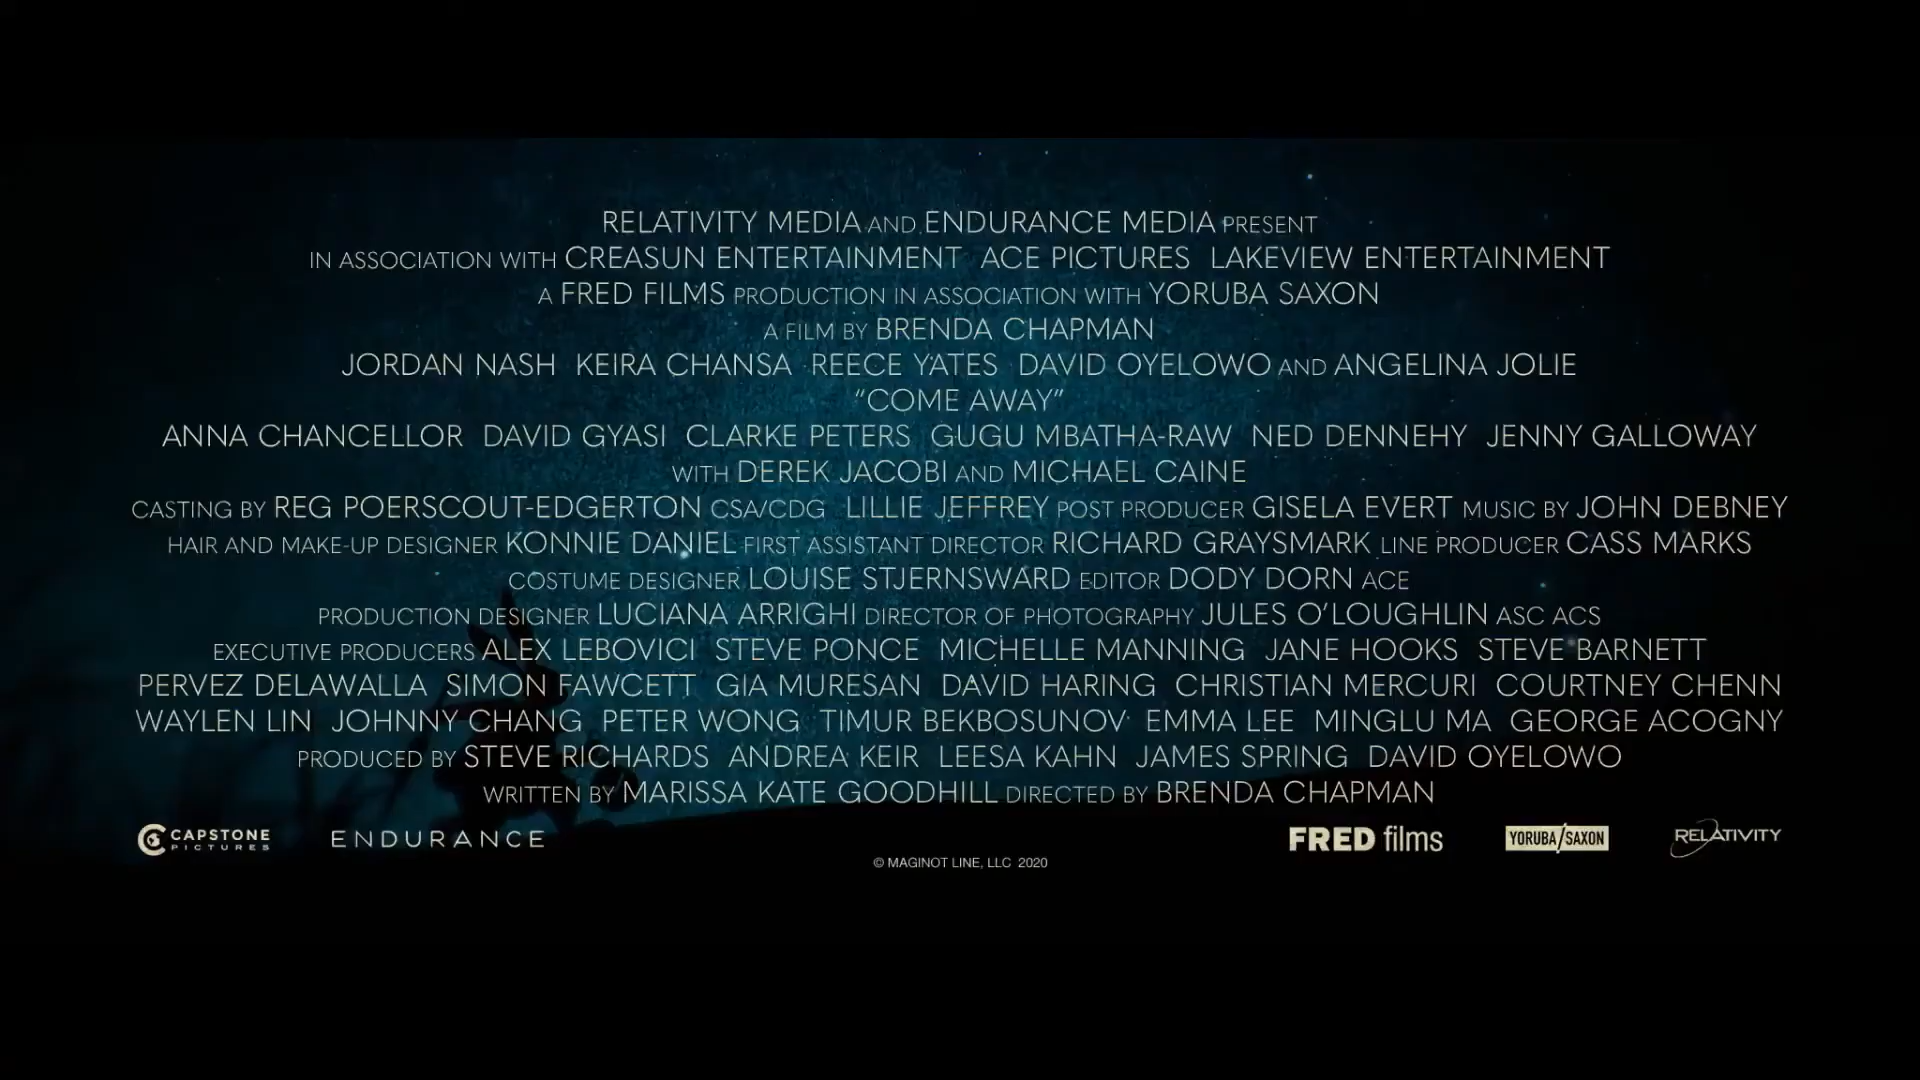 RELATIVITY MEDIA AND ENDURANCE MEDIA PRESENT
IN ASSOCIATION WITH CREASUN ENTERTAINMENT ACE PICTURES LAKEVIEW ENTERTAINMENT
A FRED FILMS PRODUCTION IN ASSOCIATION WITH YORUBA SAXON
A FILM BY BRENDA CHAPMAN
JORDAN NASH KEIRA CHANSA REECE YATES DAVID OYELOWO AND ANGELINA JOLIE
“COME AWAY”
ANNA CHANCELLOR DAVID GYASI CLARKE PETERS GUGU MBATHA-RAW NED DENNEHY JENNY GALLOWAY
WITH DEREK JACOBI AND MICHAEL CAINE
CASTING BY REG POERSCOUT-EDGERTON CSA/CDG LILLIE JEFFREY POST PRODUCER GISELA EVERT MUSIC BY JOHN DEBNEY
HAIR AND MAKE-UP DESIGNER KONNIE DANIEL FIRST ASSISTANT DIRECTOR RICHARD GRAYSMARK LINE PRODUCER CASS MARKS
COSTUME DESIGNER LOUISE STJERNSWARD EDITOR DODY DORN ACE
PRODUCTION DESIGNER LUCIANA ARRIGHI DIRECTOR OF PHOTOGRAPHY JULES O’LOUGHLIN ASC ACS
EXECUTIVE PRODUCERS ALEX LEBOVICI STEVE PONCE MICHELLE MANNING JANE HOOKS STEVE BARNETT
PERVEZ DELAWALLA SIMON FAWCETT GIA MURESAN DAVID HARING CHRISTIAN MERCURI COURTNEY CHENN
WAYLEN LIN JOHNNY CHANG PETER WONG TIMUR BEKBOSUNOV EMMA LEE MINGLU MA GEORGE ACOGNY
PRODUCED BY STEVE RICHARDS ANDREA KEIR LEESA KAHN JAMES SPRING DAVID OYELOWO
WRITTEN BY MARISSA KATE GOODHILL DIRECTED BY BRENDA CHAPMAN
CAPSTONE PICTURES ENDURANCE FRED films YORUBA/SAXON RELATIVITY
© MAGINOT LINE, LLC 2020